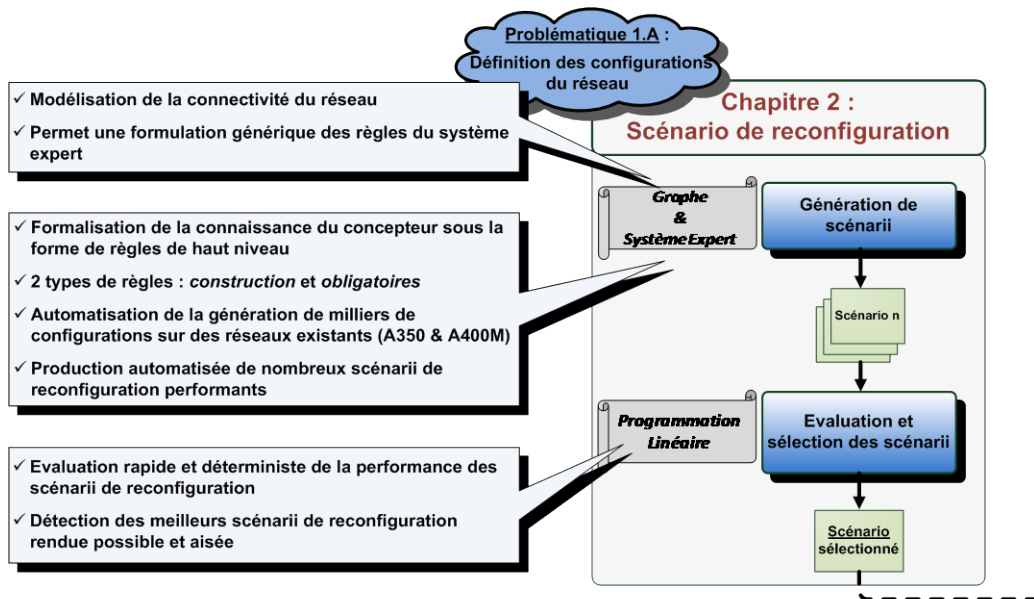 Problématique 1.A :
Définition des configurations
du réseau
✓ Modélisation de la connectivité du réseau
✓ Permet une formulation générique des règles du système
expert
Chapitre 2 :
Scénario de reconfiguration
Graphe
&
Système Expert
Génération de
scénarii
✓ Formalisation de la connaissance du concepteur sous la
forme de règles de haut niveau
✓ 2 types de règles : construction et obligatoires
✓ Automatisation de la génération de milliers de
configurations sur des réseaux existants (A350 & A400M)
✓ Production automatisée de nombreux scénarii de
reconfiguration performants
Scénario n
Programmation
Linéaire
Evaluation et
sélection des scénarii
✓ Evaluation rapide et déterministe de la performance des
scénarii de reconfiguration
✓ Détection des meilleurs scénarii de reconfiguration
rendue possible et aisée
Scénario
sélectionné